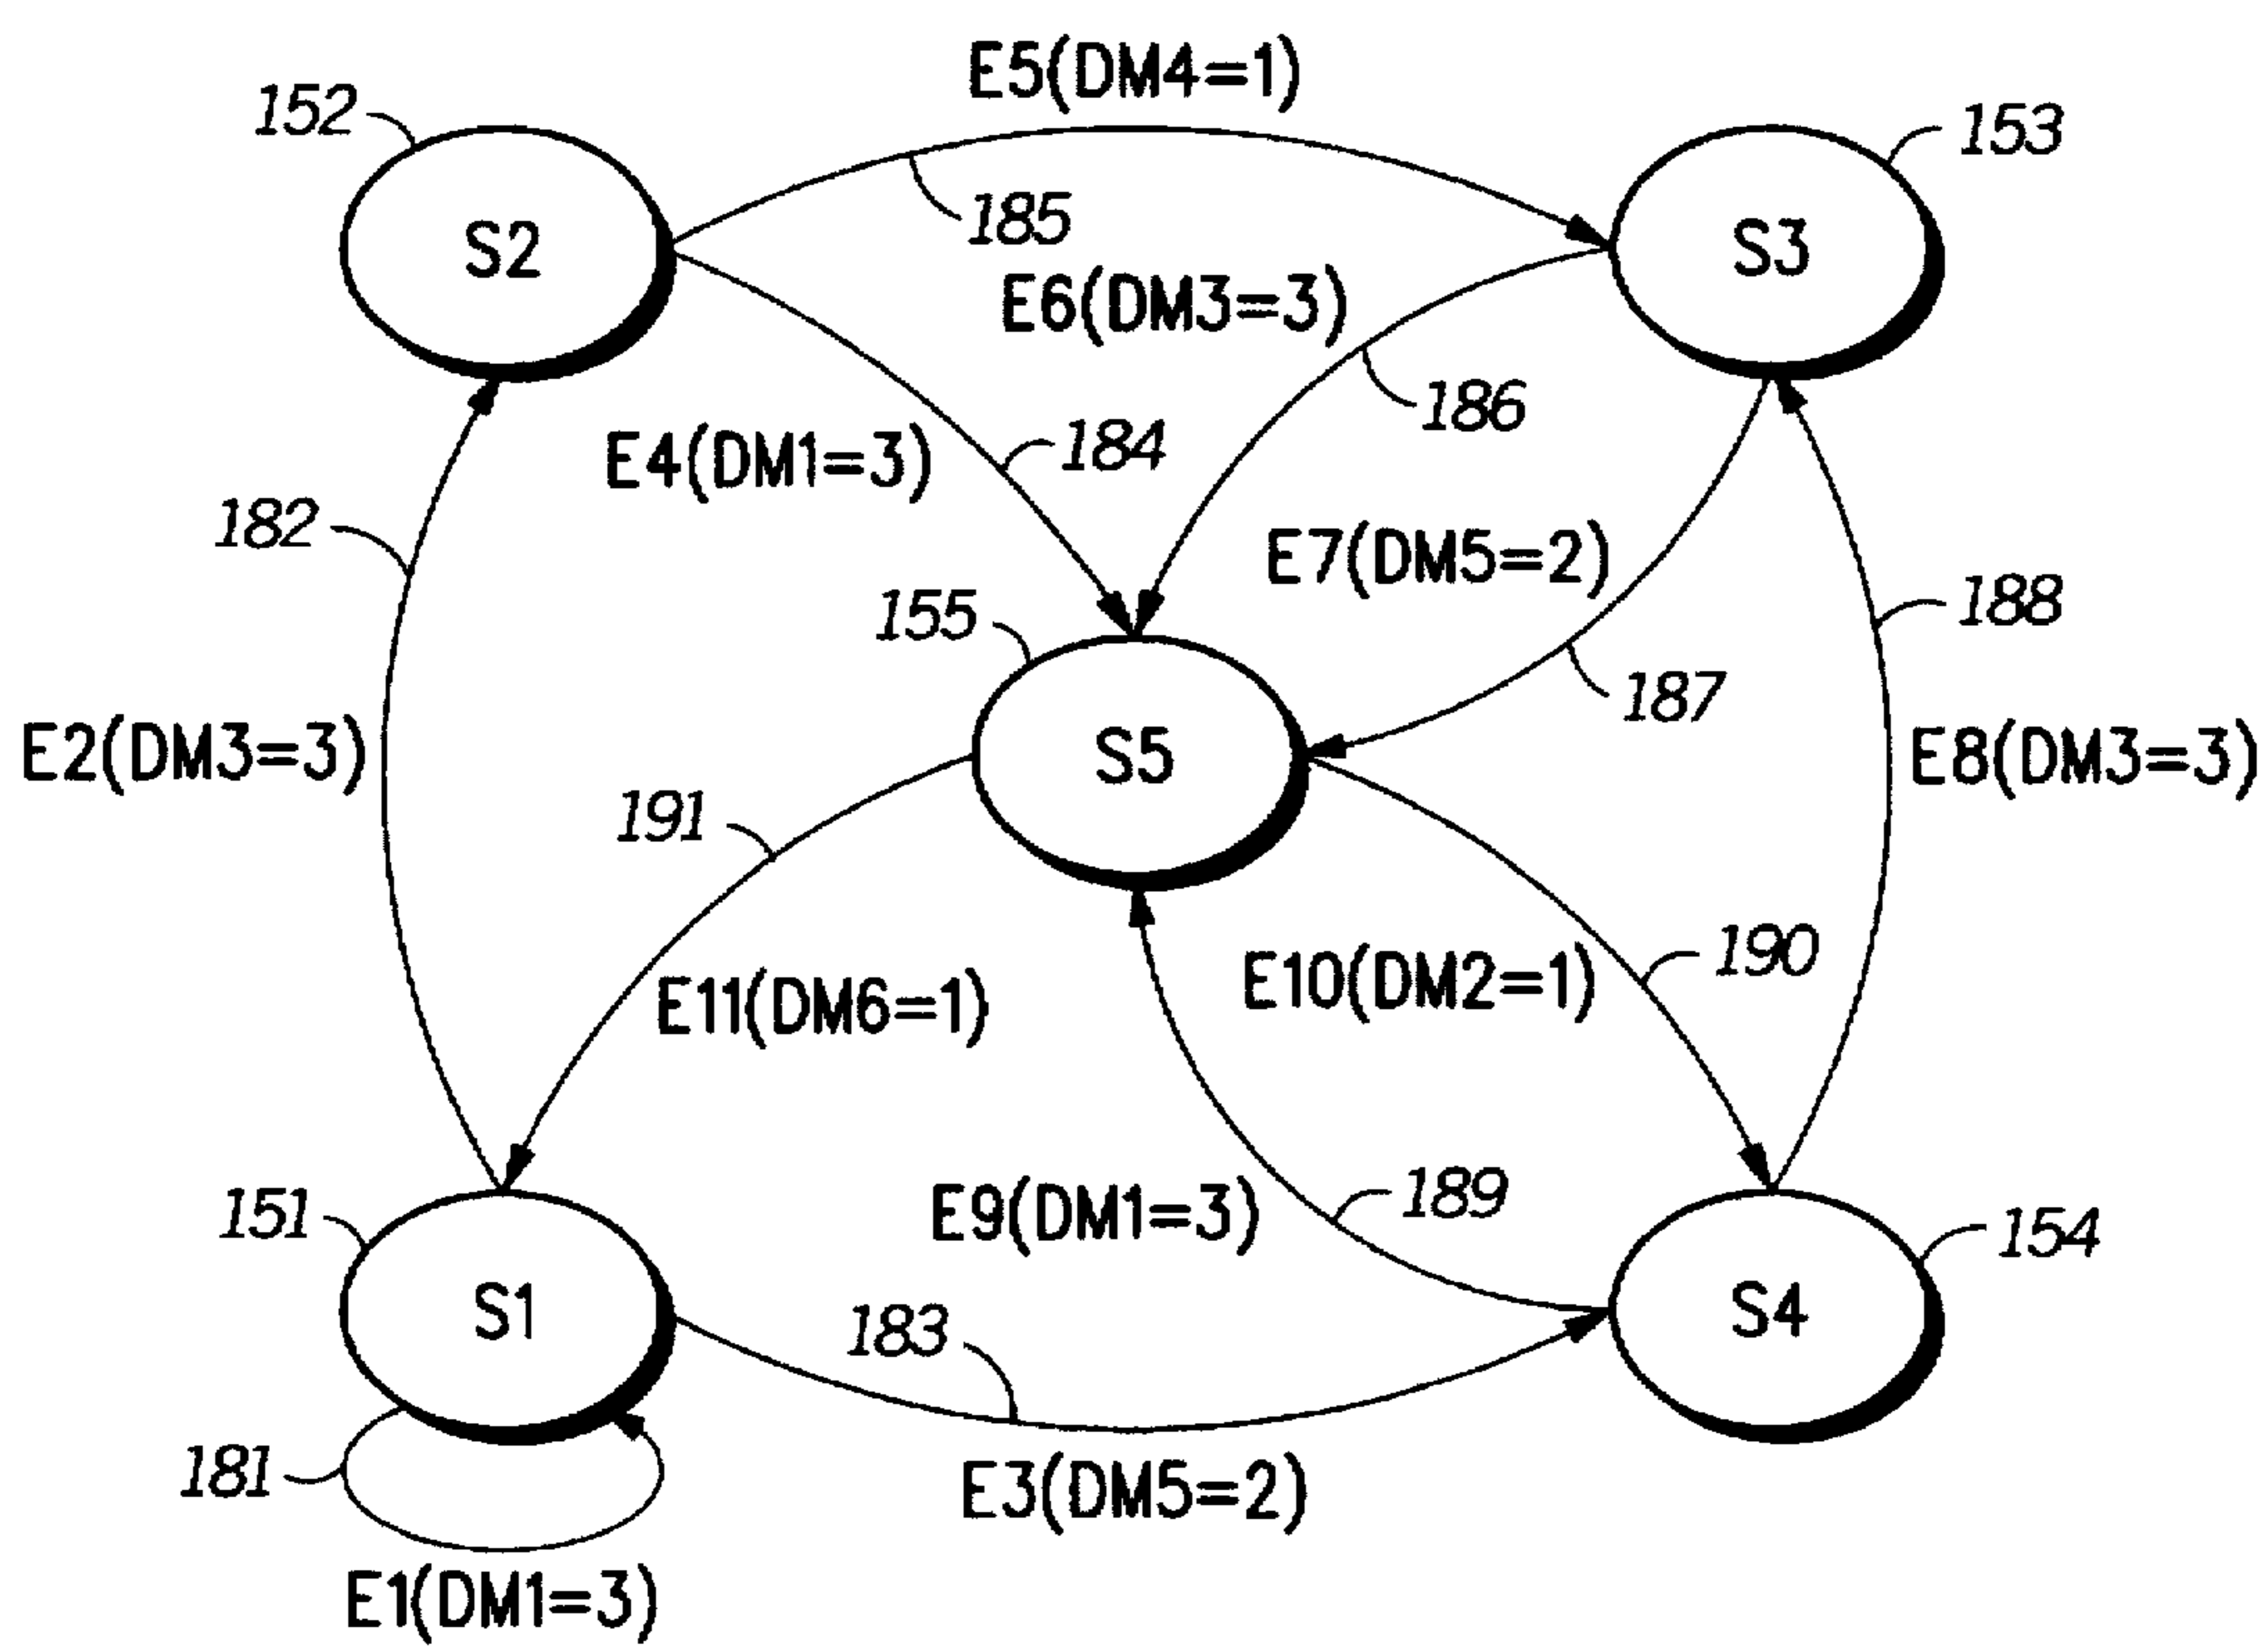 E5(DM4=1)
152
153
185
S2
S3
E6(DM3=3)
186
E4(DM1=3)
184
182
E7(DM5=2)
155
188
187
E2(DM3=3)
S5
E8(DM3=3)
191
190
E11(DM6=1)
E10(DM2=1)
151
E9(DM1=3)
189
154
S1
183
S4
181
E3(DM5=2)
E1(DM1=3)